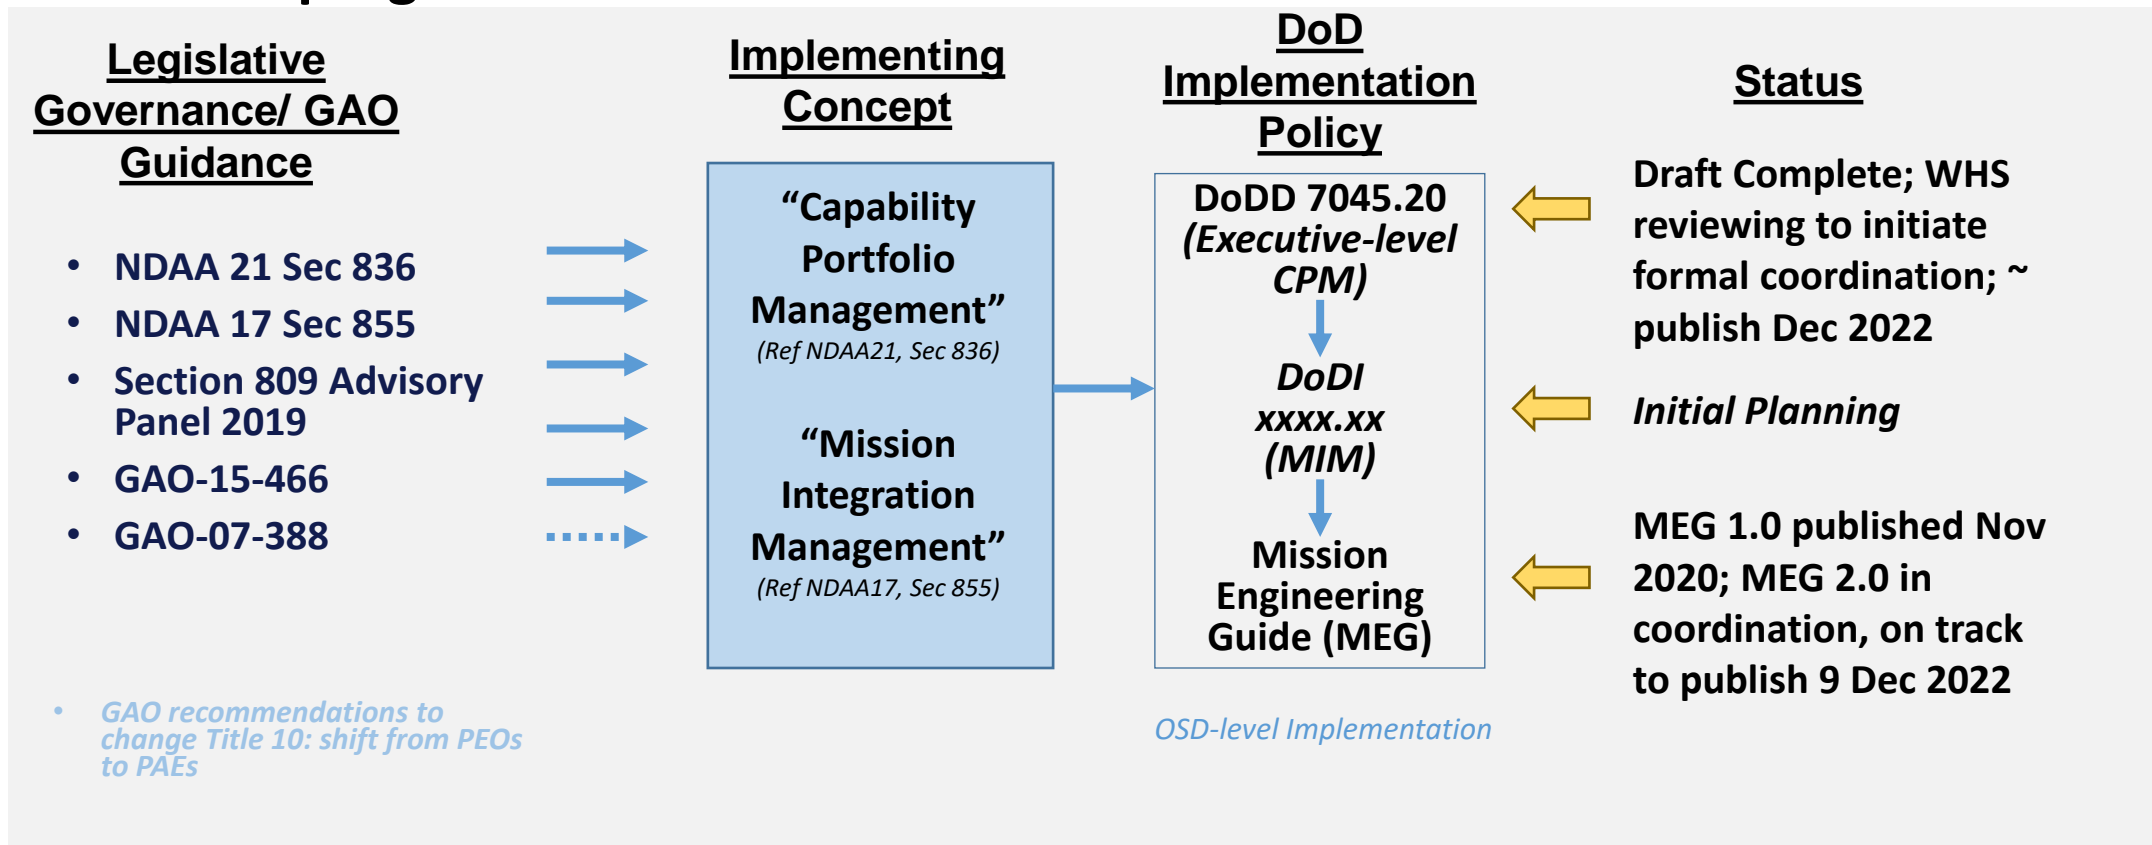 Legislative
Governance/ GAO
Guidance
• NDAA 21 Sec 836
• NDAA 17 Sec 855
• Section 809 Advisory
Panel 2019
• GAO-15-466
• GAO-07-388
• GAO recommendations to
change Title 10: shift from PEOs
to PAEs
Implementing
Concept
“Capability
Portfolio
Management”
(Ref NDAA21, Sec 836)
“Mission
Integration
Management”
(Ref NDAA17, Sec 855)
DoD
Implementation
Policy
DoDD 7045.20
(Executive-level
CPM)
DoDI
xxxx.xx
(MIM)
Mission
Engineering
Guide (MEG)
OSD-level Implementation
Status
Draft Complete; WHS
reviewing to initiate
formal coordination; ~
publish Dec 2022
Initial Planning
MEG 1.0 published Nov
2020; MEG 2.0 in
coordination, on track
to publish 9 Dec 2022